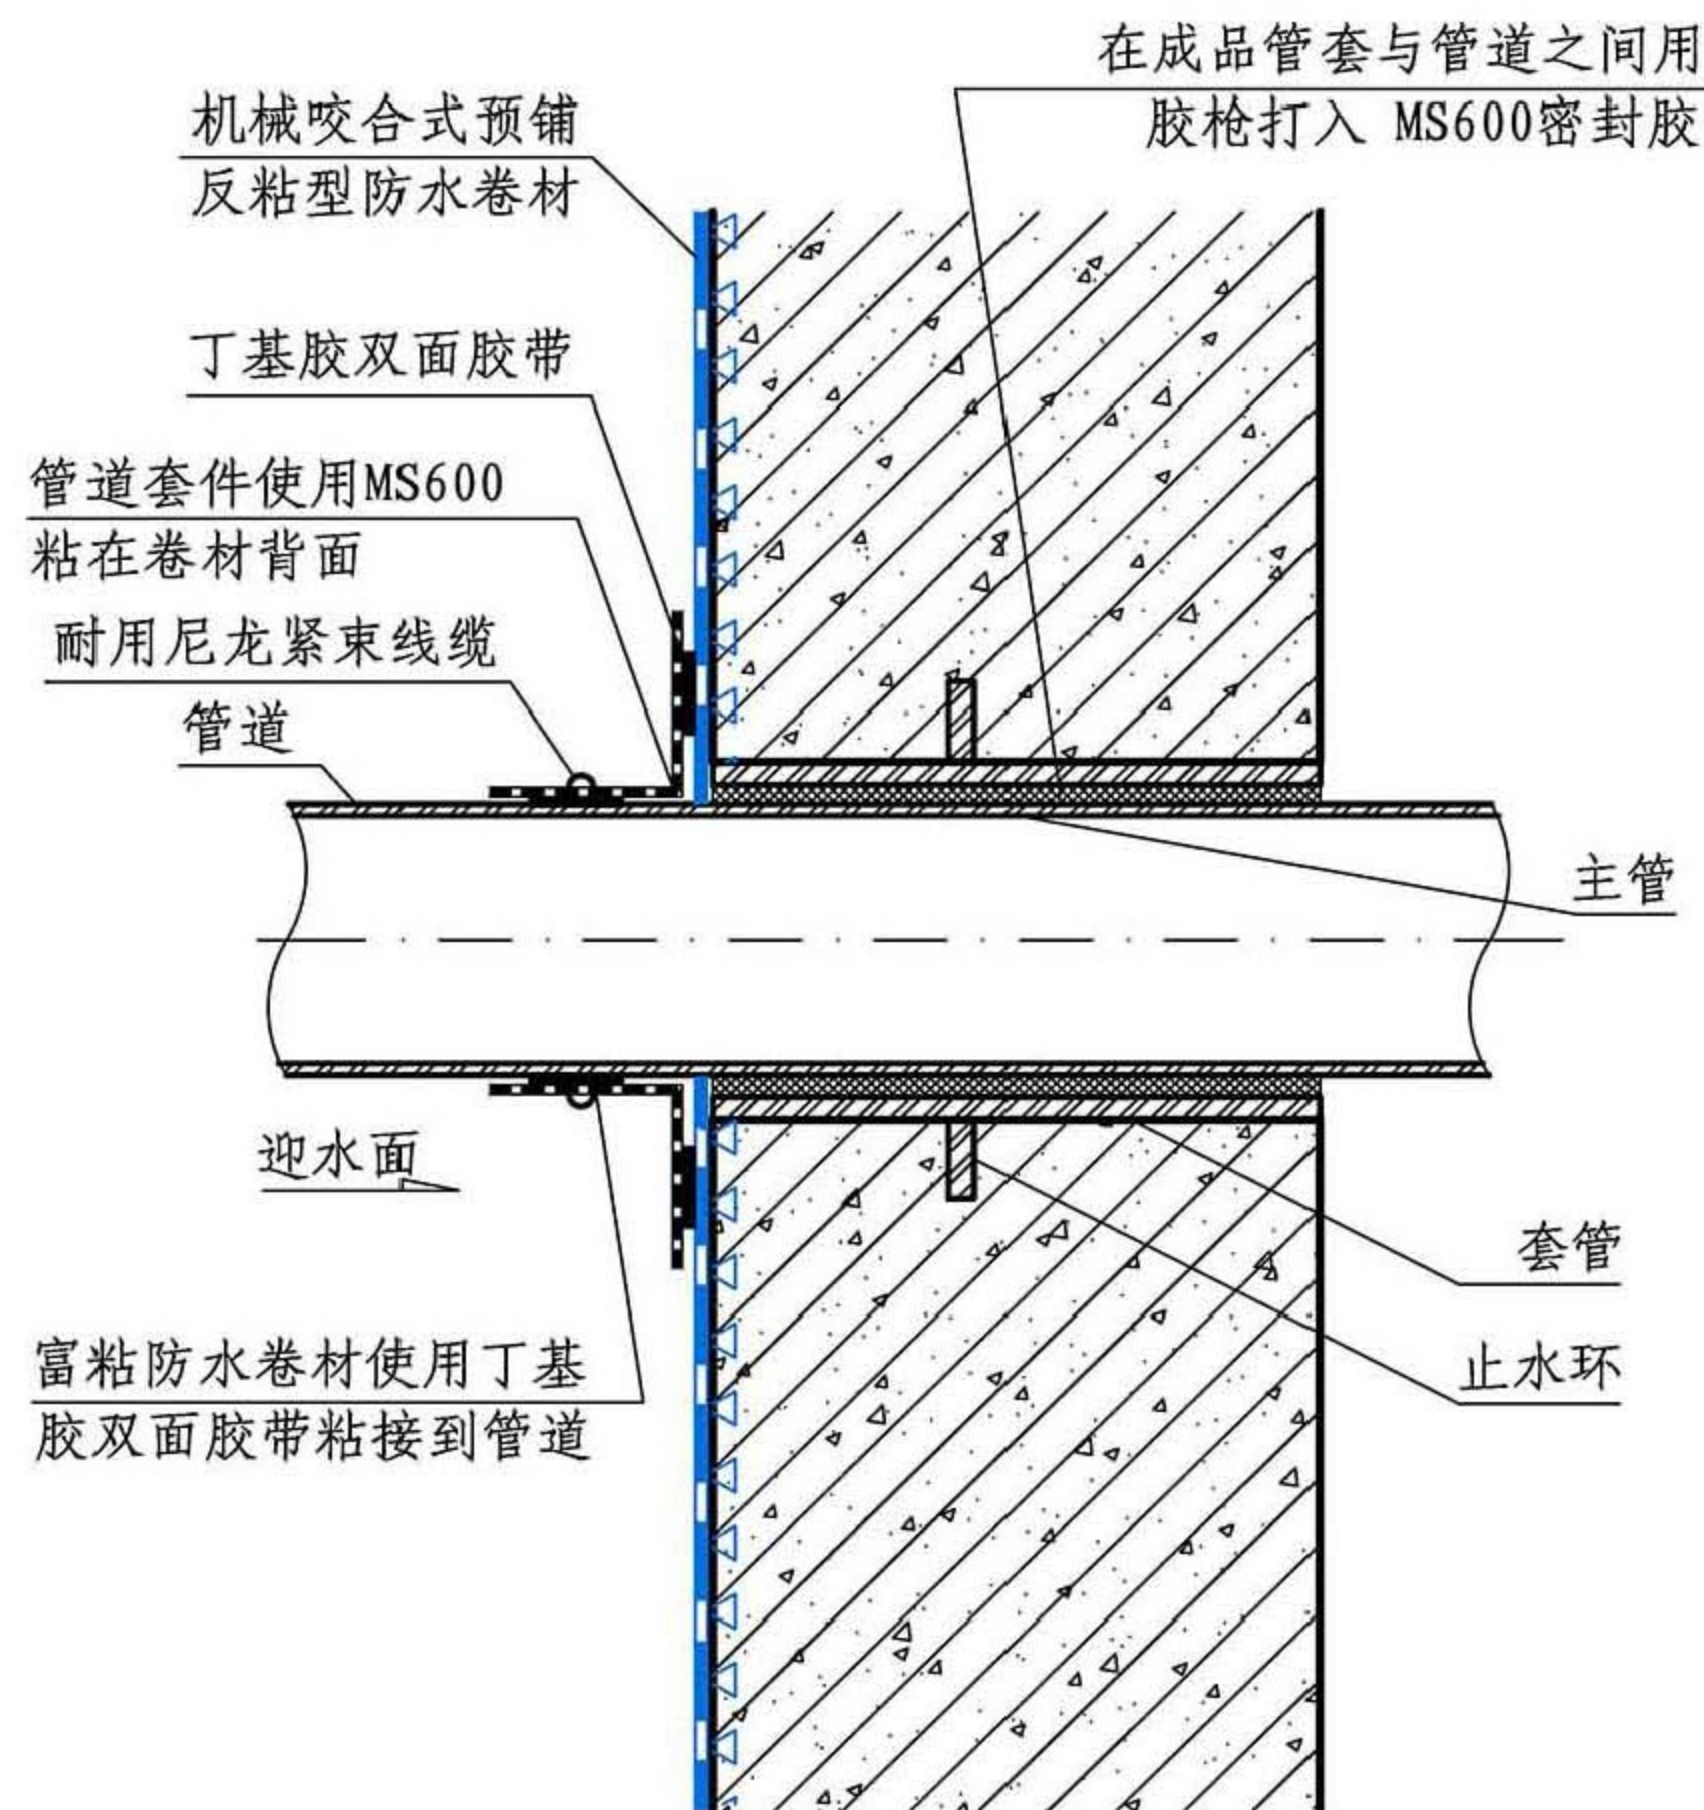 在成品管套与管道之间用
胶枪打入 MS600密封胶
机械咬合式预铺
反粘型防水卷材
丁基胶双面胶带
管道套件使用MS600
粘在卷材背面
耐用尼龙紧束线缆
管道
主管
迎水面
套管
止水环
富粘防水卷材使用丁基
胶双面胶带粘接到管道